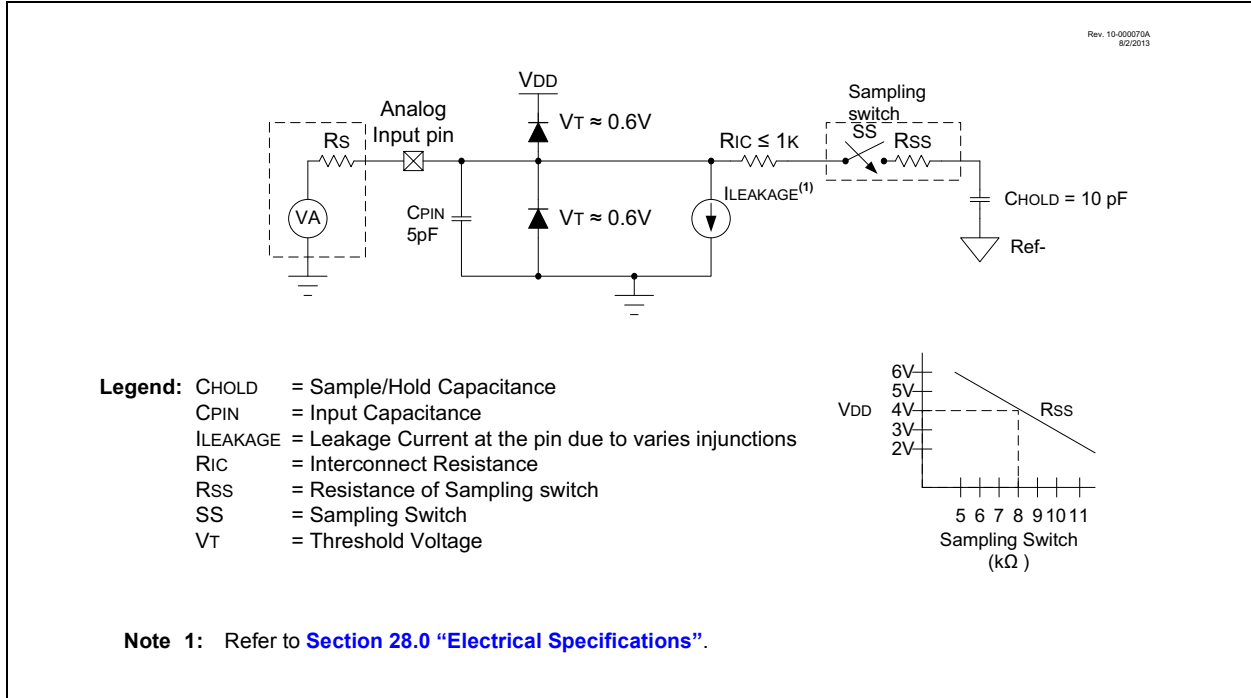 Rev. 10-000070A
8/2/2013
VDD
Analog
Input pin
RS
VT ≈ 0.6V
Sampling
switch
SS
RSS
RIC ≤ 1K
VA
CPIN
5pF
VT ≈ 0.6V
ILEAKAGE(1)
CHOLD = 10 pF
Ref-
Legend: CHOLD = Sample/Hold Capacitance
CPIN = Input Capacitance
ILEAKAGE = Leakage Current at the pin due to varies injunctions
RIC = Interconnect Resistance
RSS = Resistance of Sampling switch
SS = Sampling Switch
VT = Threshold Voltage
6V
5V
VDD 4V RSS
3V
2V
5 6 7 8 9 10 11
Sampling Switch
(kΩ )
Note 1: Refer to Section 28.0 “Electrical Specifications”.